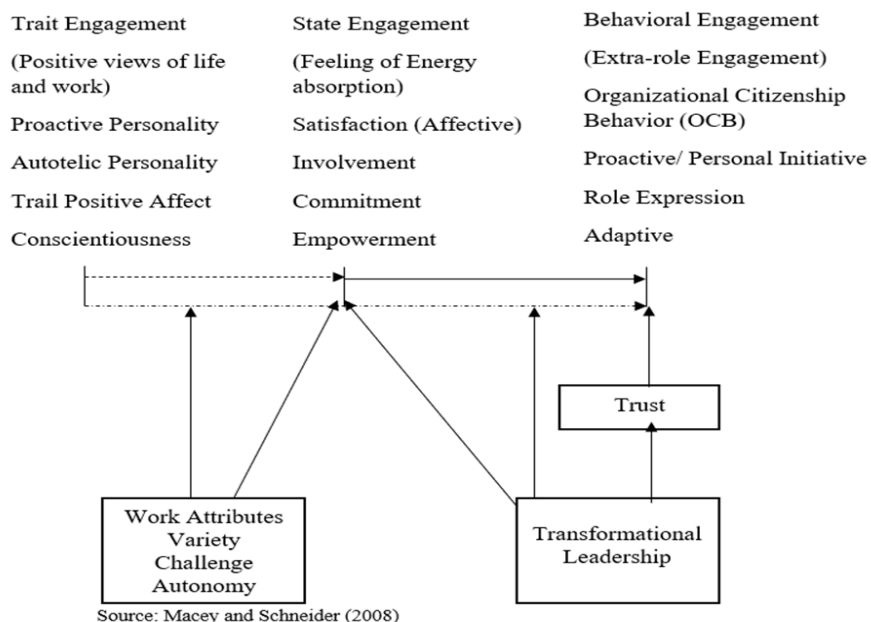 Trait Engagement
(Positive views of life
and work)
Proactive Personality
Autotelic Personality
Trail Positive Affect
Conscientiousness
State Engagement
(Feeling of Energy
absorption)
Satisfaction (Affective)
Involvement
Commitment
Empowerment
Behavioral Engagement
(Extra-role Engagement)
Organizational Citizenship
Behavior (OCB)
Proactive/ Personal Initiative
Role Expression
Adaptive
Trust
Work Attributes
Variety
Challenge
Autonomy
Transformational
Leadership
Source: Macey and Schneider (2008)